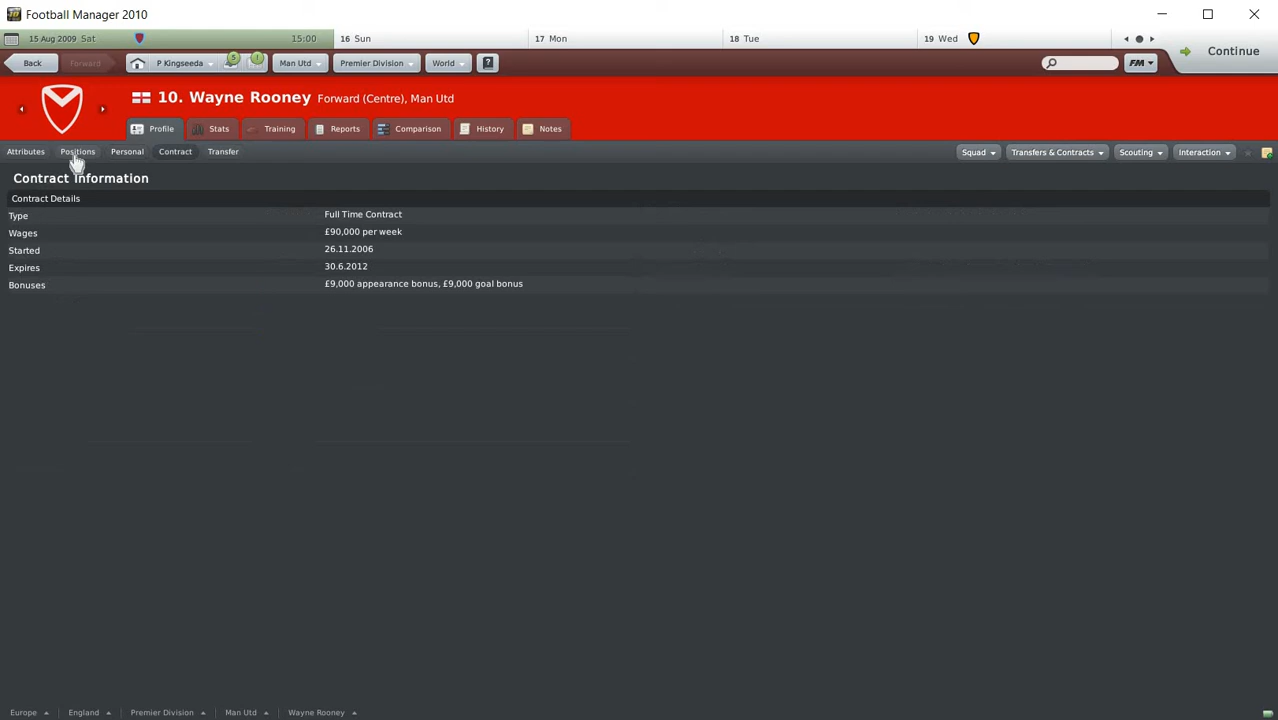 Football Manager 2010
15 Aug 2009 Sat 15:00 16 Sun 17 Mon 18 Tue 19 Wed
Back Forward P Kingseeda 5 ! Man Utd Premier Division World ? FM Continue
10. Wayne Rooney Forward (Centre), Man Utd
Profile Stats Training Reports Comparison History Notes
Attributes Positions Personal Contract Transfer Squad Transfers & Contracts Scouting Interaction
Contract Information
Contract Details
Type Full Time Contract
Wages £90,000 per week
Started 26.11.2006
Expires 30.6.2012
Bonuses £9,000 appearance bonus, £9,000 goal bonus
Europe England Premier Division Man Utd Wayne Rooney